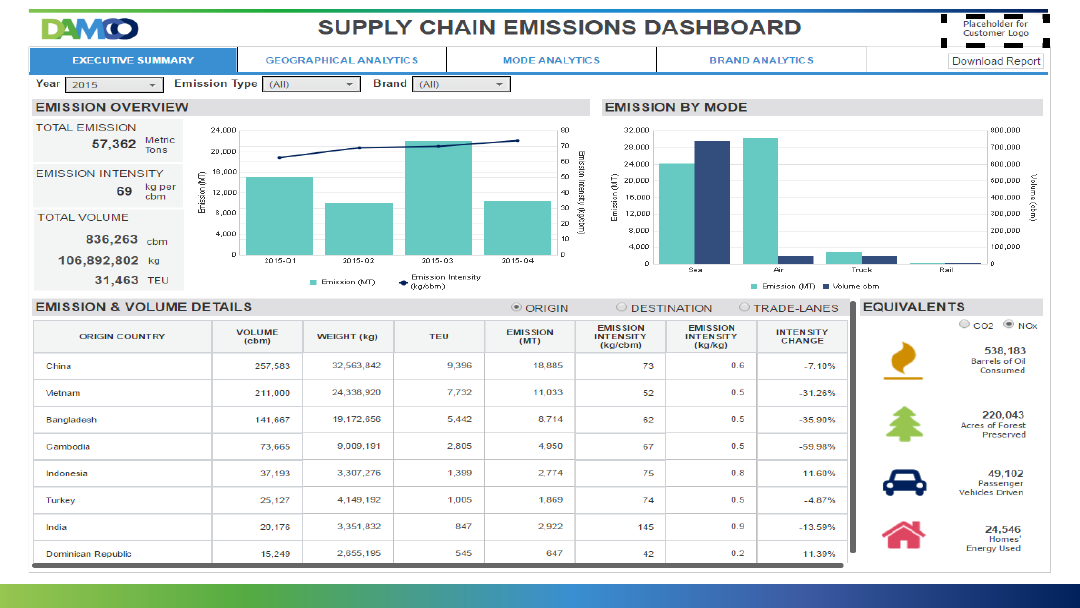 DAMCO
SUPPLY CHAIN EMISSIONS DASHBOARD
Placeholder for
Customer Logo
EXECUTIVE SUMMARY
GEOGRAPHICAL ANALYTICS
MODE ANALYTICS
BRAND ANALYTICS
Download Report
Year 2015 Emission Type (All) Brand (All)
EMISSION OVERVIEW
TOTAL EMISSION
57,362 Metric Tons
EMISSION INTENSITY
69 kg per cbm
TOTAL VOLUME
836,263 cbm
106,892,802 kg
31,463 TEU
Emission (MT)
24,000
20,000
16,000
12,000
8,000
4,000
0
80
70
60
50
40
30
20
10
0
Emission Intensity (kg/cbm)
2015-Q1 2015-Q2 2015-Q3 2015-Q4
Emission (MT) Emission Intensity (kg/cbm)
EMISSION BY MODE
Emission (MT)
32,000
28,000
24,000
20,000
16,000
12,000
8,000
4,000
0
800,000
700,000
600,000
500,000
400,000
300,000
200,000
100,000
0
Volume (cbm)
Sea Air Truck Rail
Emission (MT) Volume cbm
EMISSION & VOLUME DETAILS ORIGIN DESTINATION TRADE-LANES
ORIGIN COUNTRY VOLUME (cbm) WEIGHT (kg) TEU EMISSION (MT) EMISSION INTENSITY (kg/cbm) EMISSION INTENSITY (kg/kg) INTENSITY CHANGE
China 257,583 32,563,842 9,396 18,885 73 0.6 -7.10%
Vietnam 211,000 24,338,920 7,732 11,033 52 0.5 -31.26%
Bangladesh 141,667 19,172,656 5,442 8,714 62 0.5 -35.90%
Cambodia 73,665 9,009,191 2,805 4,950 67 0.5 -59.98%
Indonesia 37,193 3,307,276 1,399 2,774 75 0.8 11.60%
Turkey 25,127 4,149,192 1,005 1,869 74 0.5 -4.87%
India 20,176 3,351,832 847 2,922 145 0.9 -13.59%
Dominican Republic 15,249 2,655,195 545 647 42 0.2 11.39%
EQUIVALENTS
CO2 NOx
538,183
Barrels of Oil
Consumed
220,043
Acres of Forest
Preserved
49,102
Passenger
Vehicles Driven
24,546
Homes'
Energy Used